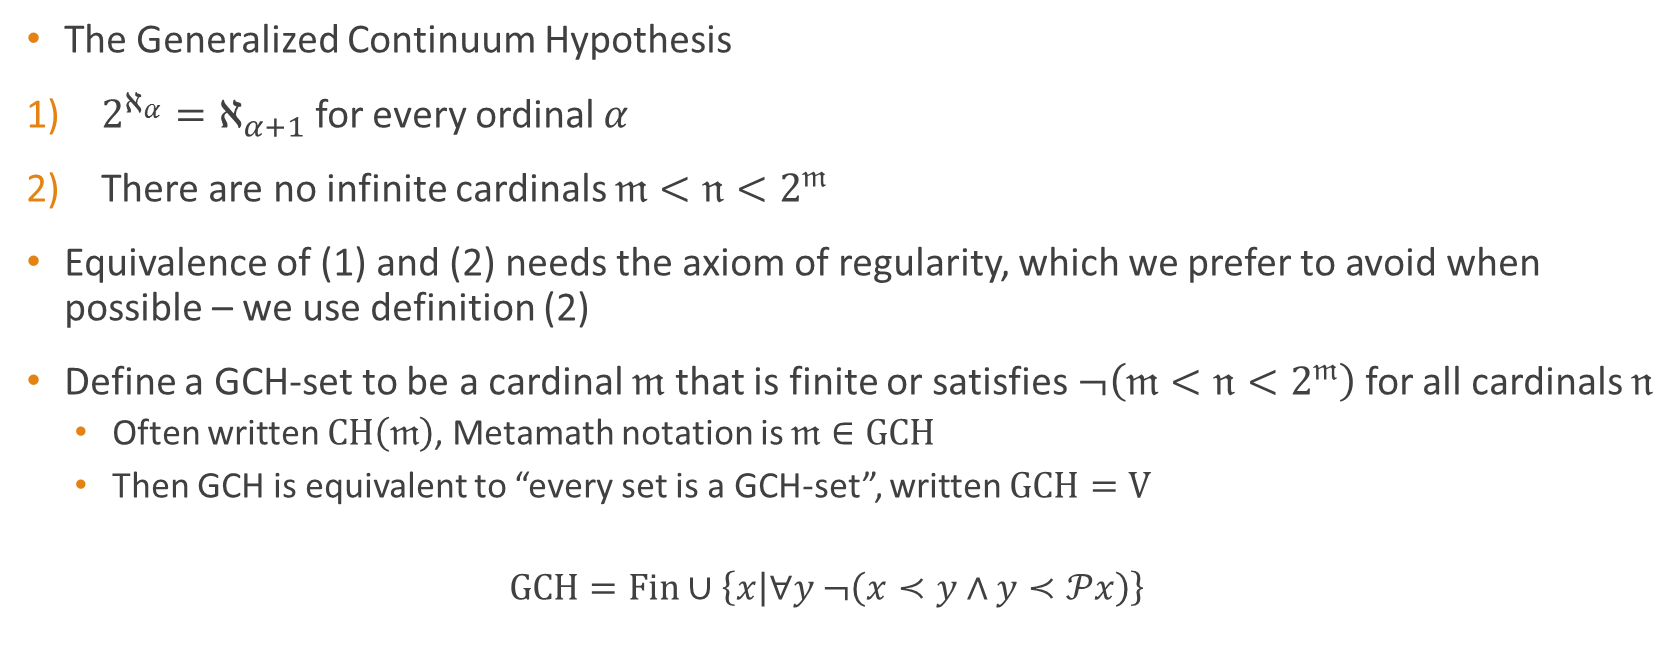 • The Generalized Continuum Hypothesis
1) 2^{ℵ_α} = ℵ_{α+1} for every ordinal α
2) There are no infinite cardinals 𝔪 < 𝔫 < 2^𝔪
• Equivalence of (1) and (2) needs the axiom of regularity, which we prefer to avoid when
possible – we use definition (2)
• Define a GCH-set to be a cardinal 𝔪 that is finite or satisfies ¬(𝔪 < 𝔫 < 2^𝔪) for all cardinals 𝔫
• Often written CH(𝔪), Metamath notation is 𝔪 ∈ GCH
• Then GCH is equivalent to “every set is a GCH-set”, written GCH = V
GCH = Fin ∪ {x|∀y ¬(x ≺ y ∧ y ≺ 𝒫x)}